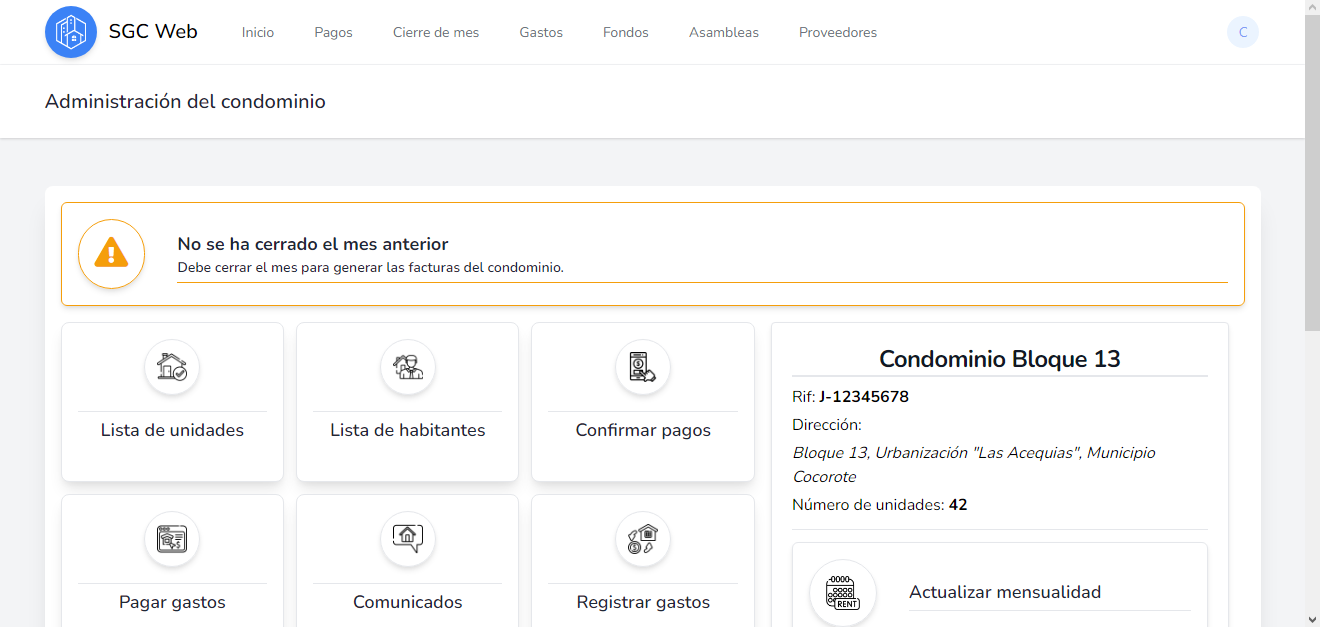 SGC Web
Inicio
Pagos
Cierre de mes
Gastos
Fondos
Asambleas
Proveedores
C
Administración del condominio
No se ha cerrado el mes anterior
Debe cerrar el mes para generar las facturas del condominio.
Lista de unidades
Lista de habitantes
Confirmar pagos
Pagar gastos
Comunicados
Registrar gastos
Condominio Bloque 13
Rif: J-12345678
Dirección:
Bloque 13, Urbanización "Las Acequias", Municipio
Cocorote
Número de unidades: 42
RENT
Actualizar mensualidad